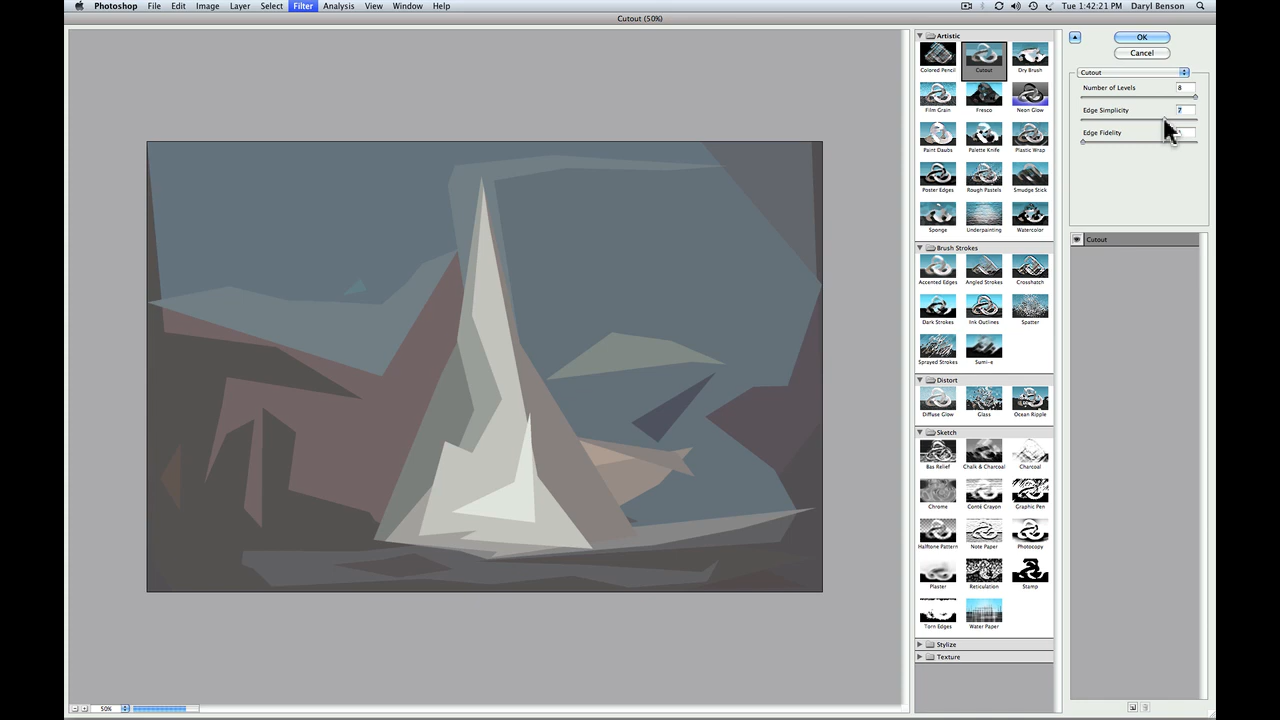 Photoshop File Edit Image Layer Select Filter Analysis View Window Help Tue 1:42:21 PM Daryl Benson
Cutout (50%)
Artistic
Colored Pencil Cutout Dry Brush
Film Grain Fresco Neon Glow
Paint Daubs Palette Knife Plastic Wrap
Poster Edges Rough Pastels Smudge Stick
Sponge Underpainting Watercolor
Brush Strokes
Accented Edges Angled Strokes Crosshatch
Dark Strokes Ink Outlines Spatter
Sprayed Strokes Sumi-e
Distort
Diffuse Glow Glass Ocean Ripple
Sketch
Bas Relief Chalk & Charcoal Charcoal
Chrome Conté Crayon Graphic Pen
Halftone Pattern Note Paper Photocopy
Plaster Reticulation Stamp
Torn Edges Water Paper
Stylize
Texture
OK
Cancel
Cutout
Number of Levels 8
Edge Simplicity 7
Edge Fidelity
Cutout
50%